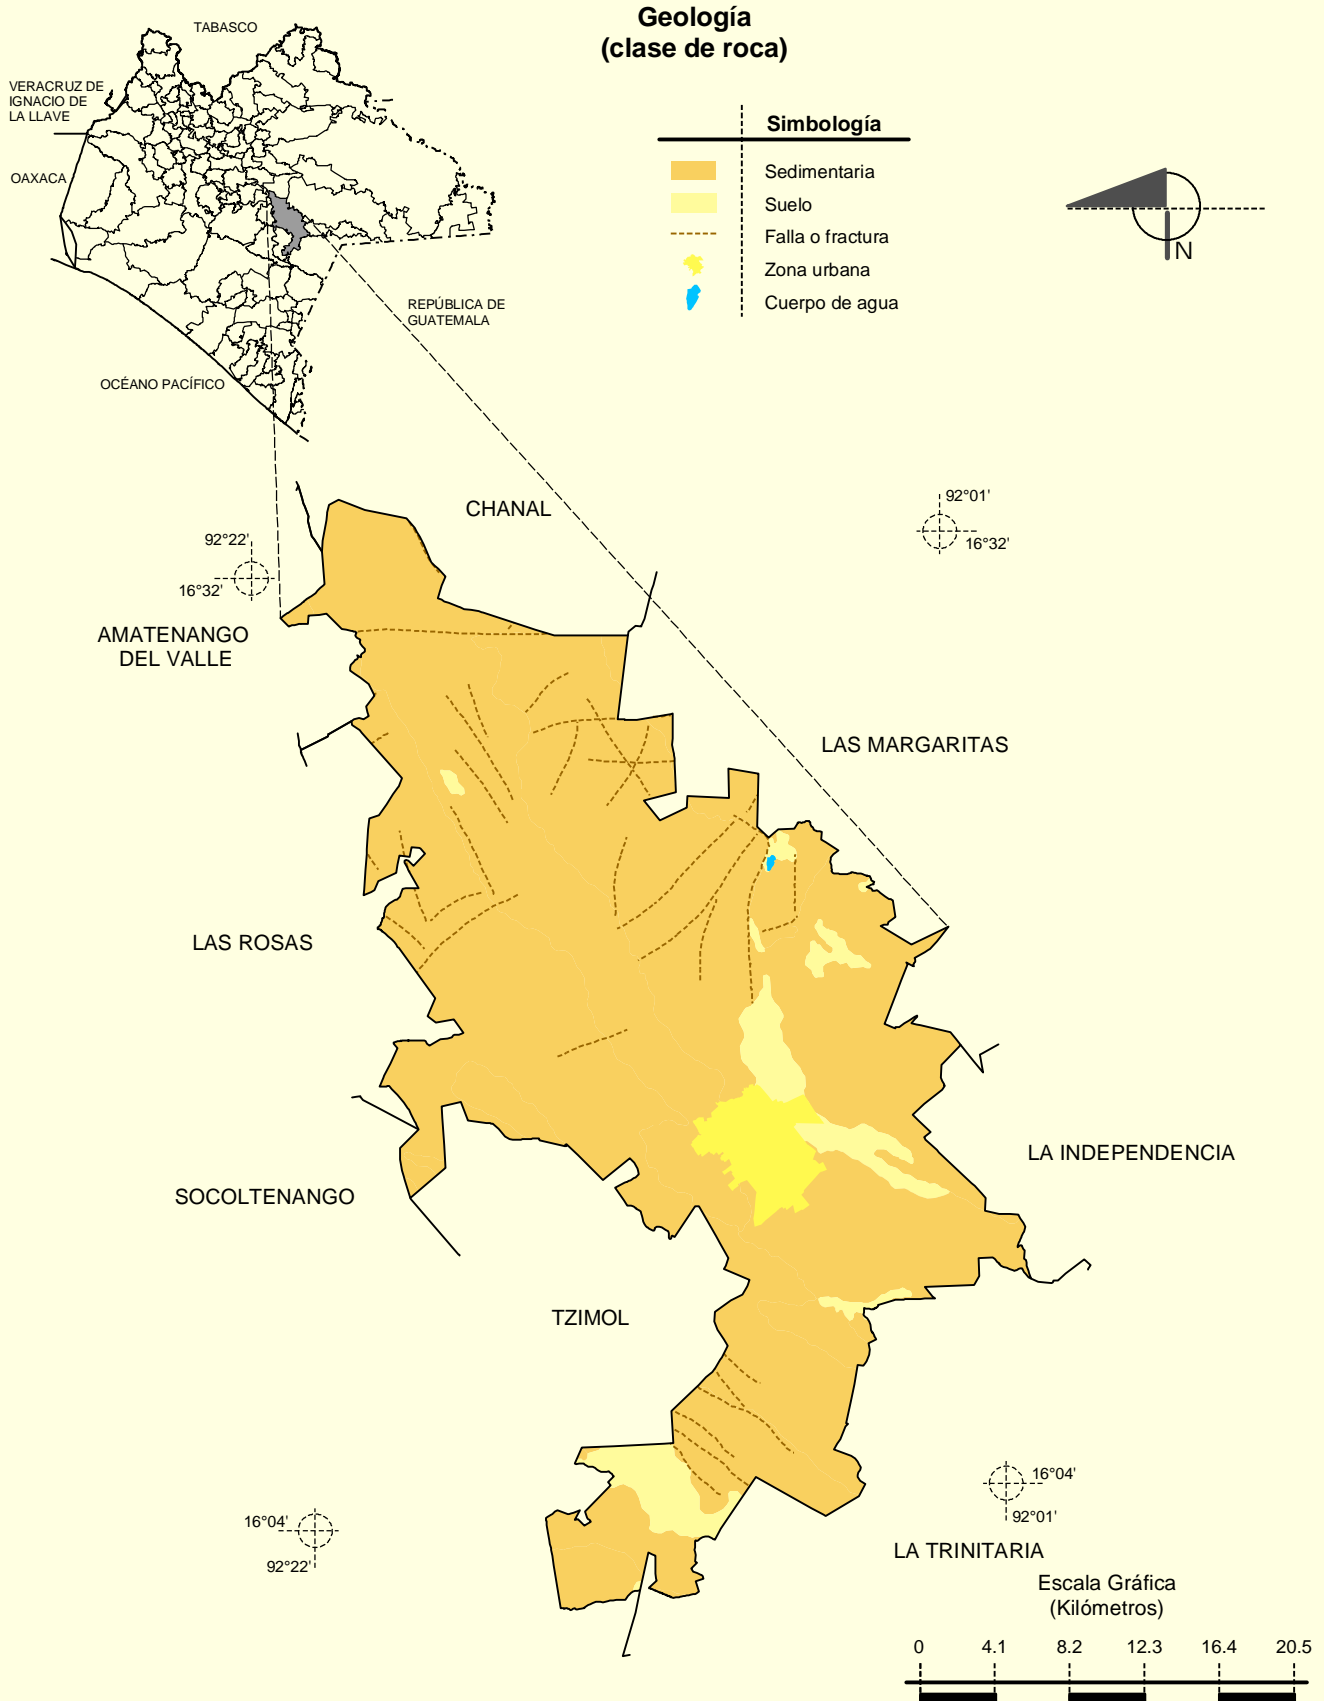 Geología
(clase de roca)
TABASCO
VERACRUZ DE
IGNACIO DE
LA LLAVE
OAXACA
REPÚBLICA DE
GUATEMALA
OCÉANO PACÍFICO
Simbología
Sedimentaria
Suelo
Falla o fractura
Zona urbana
Cuerpo de agua
N
CHANAL
92°01'
16°32'
92°22'
16°32'
AMATENANGO
DEL VALLE
LAS MARGARITAS
LAS ROSAS
LA INDEPENDENCIA
SOCOLTENANGO
TZIMOL
16°04'
92°01'
16°04'
92°22'
LA TRINITARIA
Escala Gráfica
(Kilómetros)
0 4.1 8.2 12.3 16.4 20.5